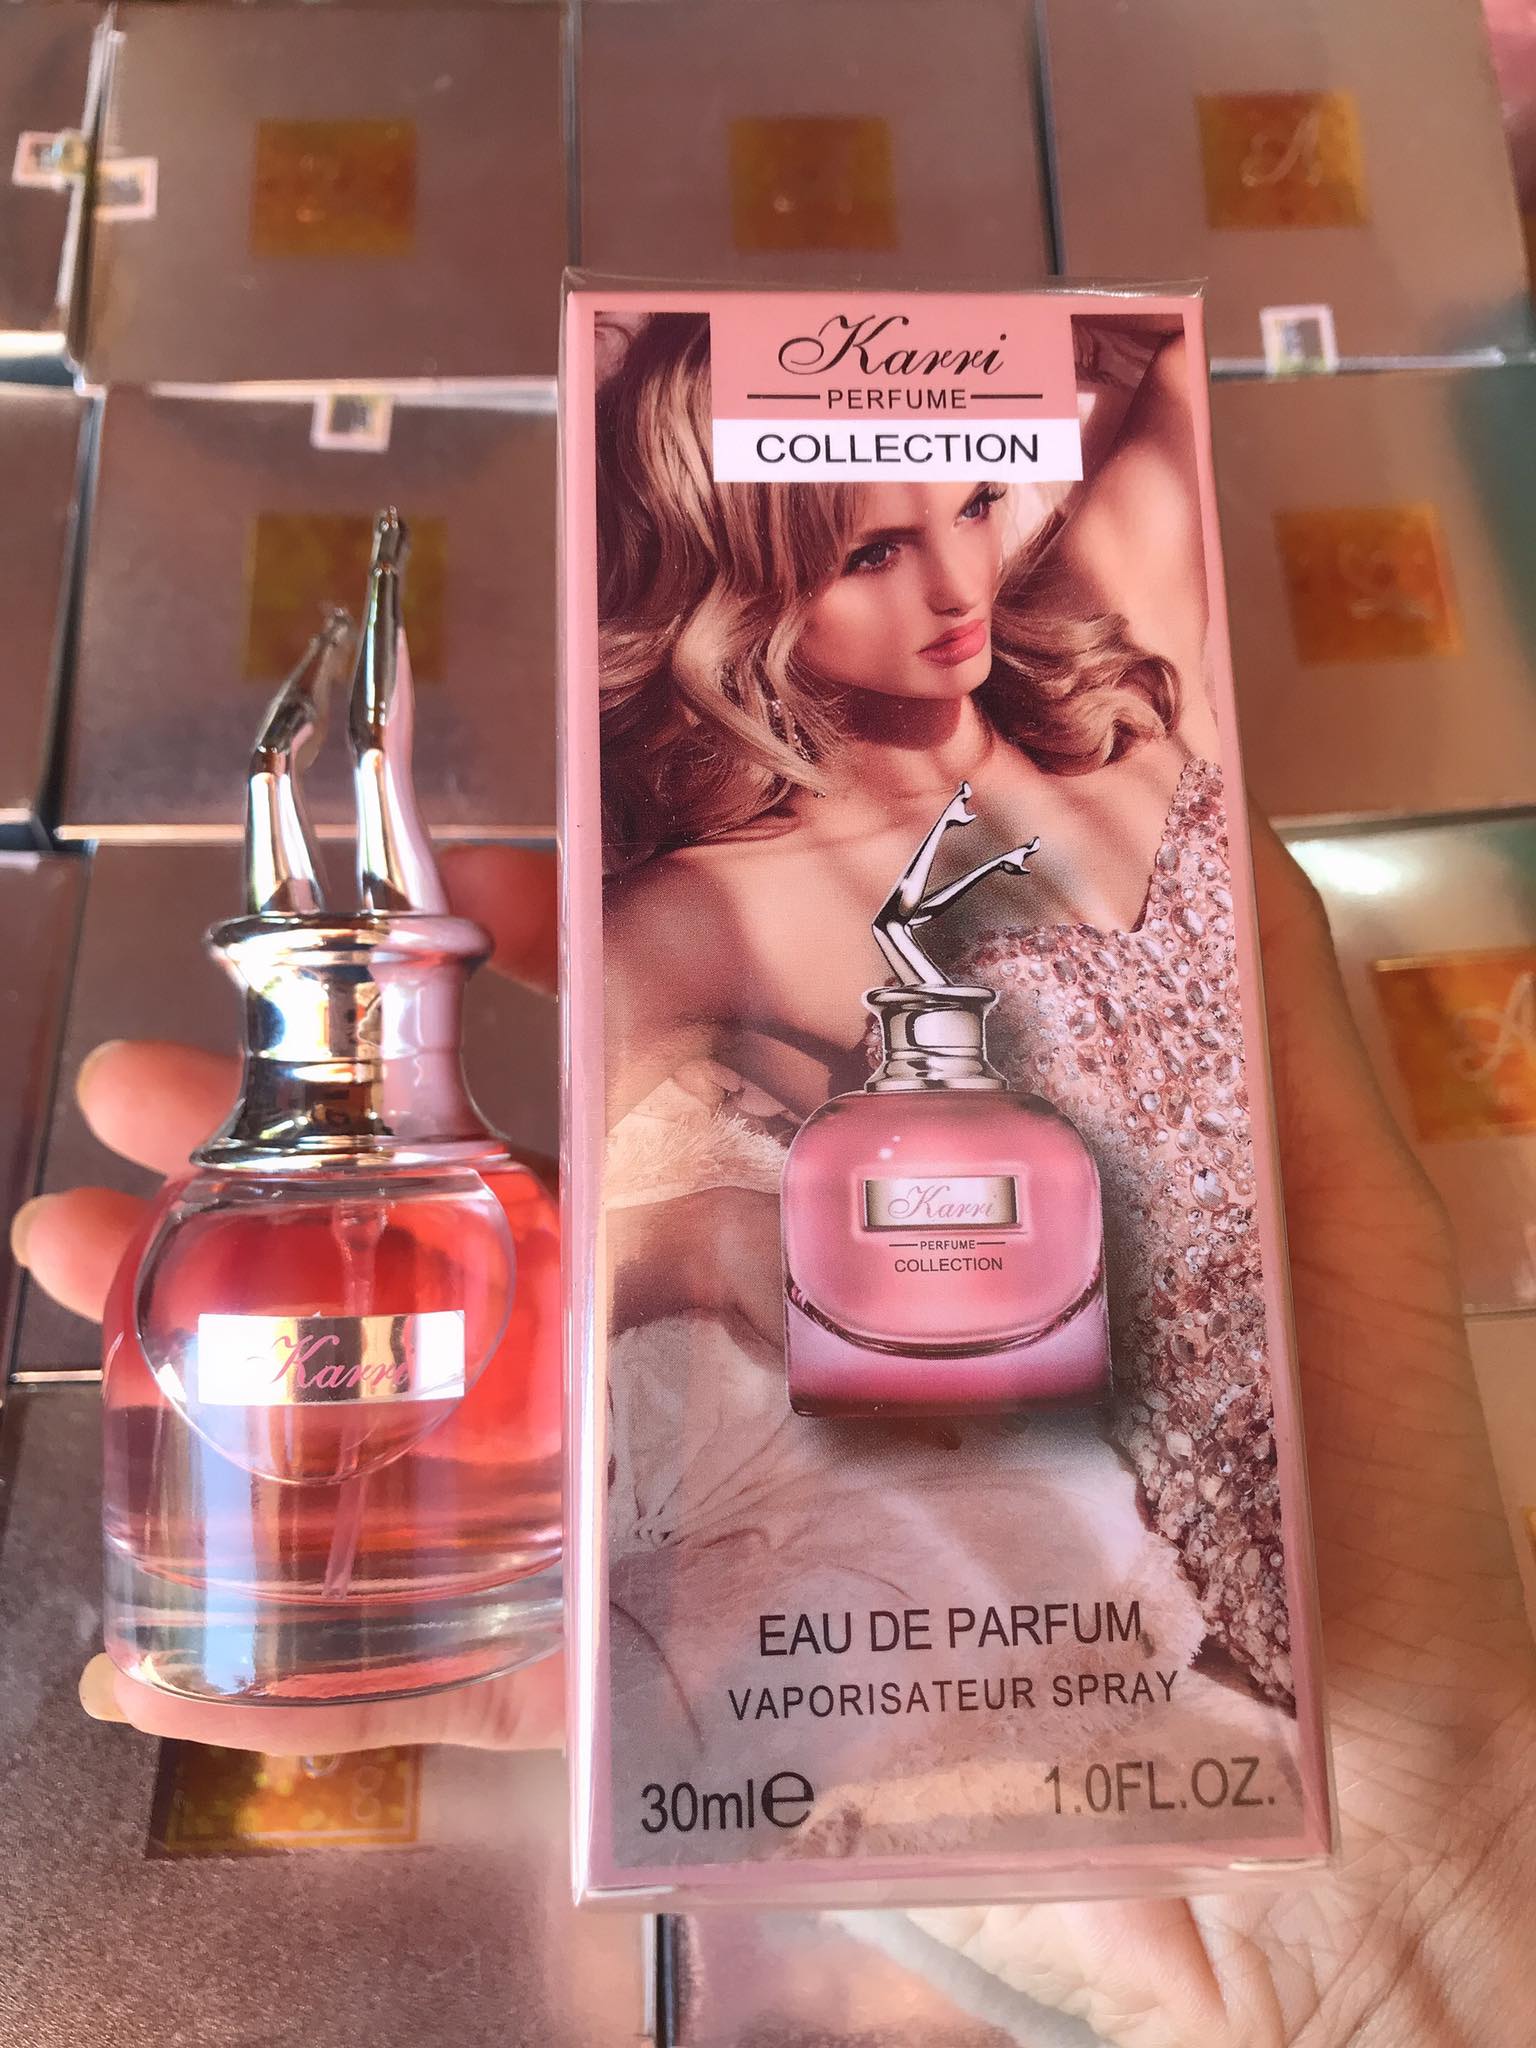 Karri
PERFUME
COLLECTION
Karri
PERFUME
COLLECTION
Karri
EAU DE PARFUM
VAPORISATEUR SPRAY
30ml℮
1.0FL.OZ.